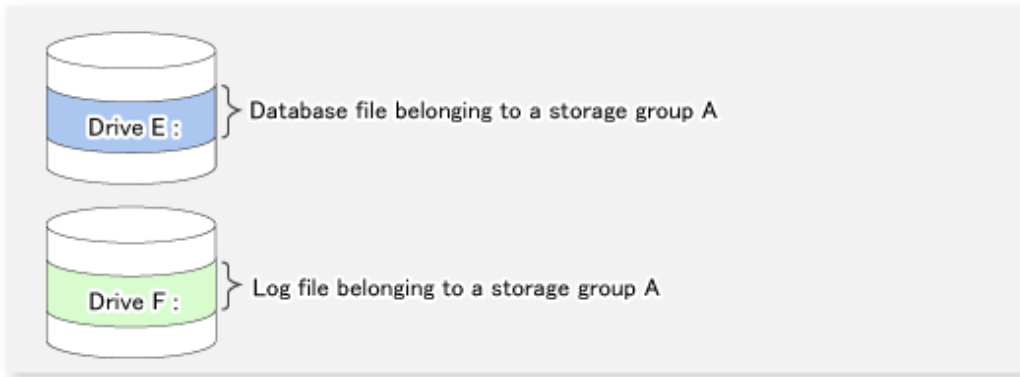 Drive E : Database file belonging to a storage group A
Drive F : Log file belonging to a storage group A